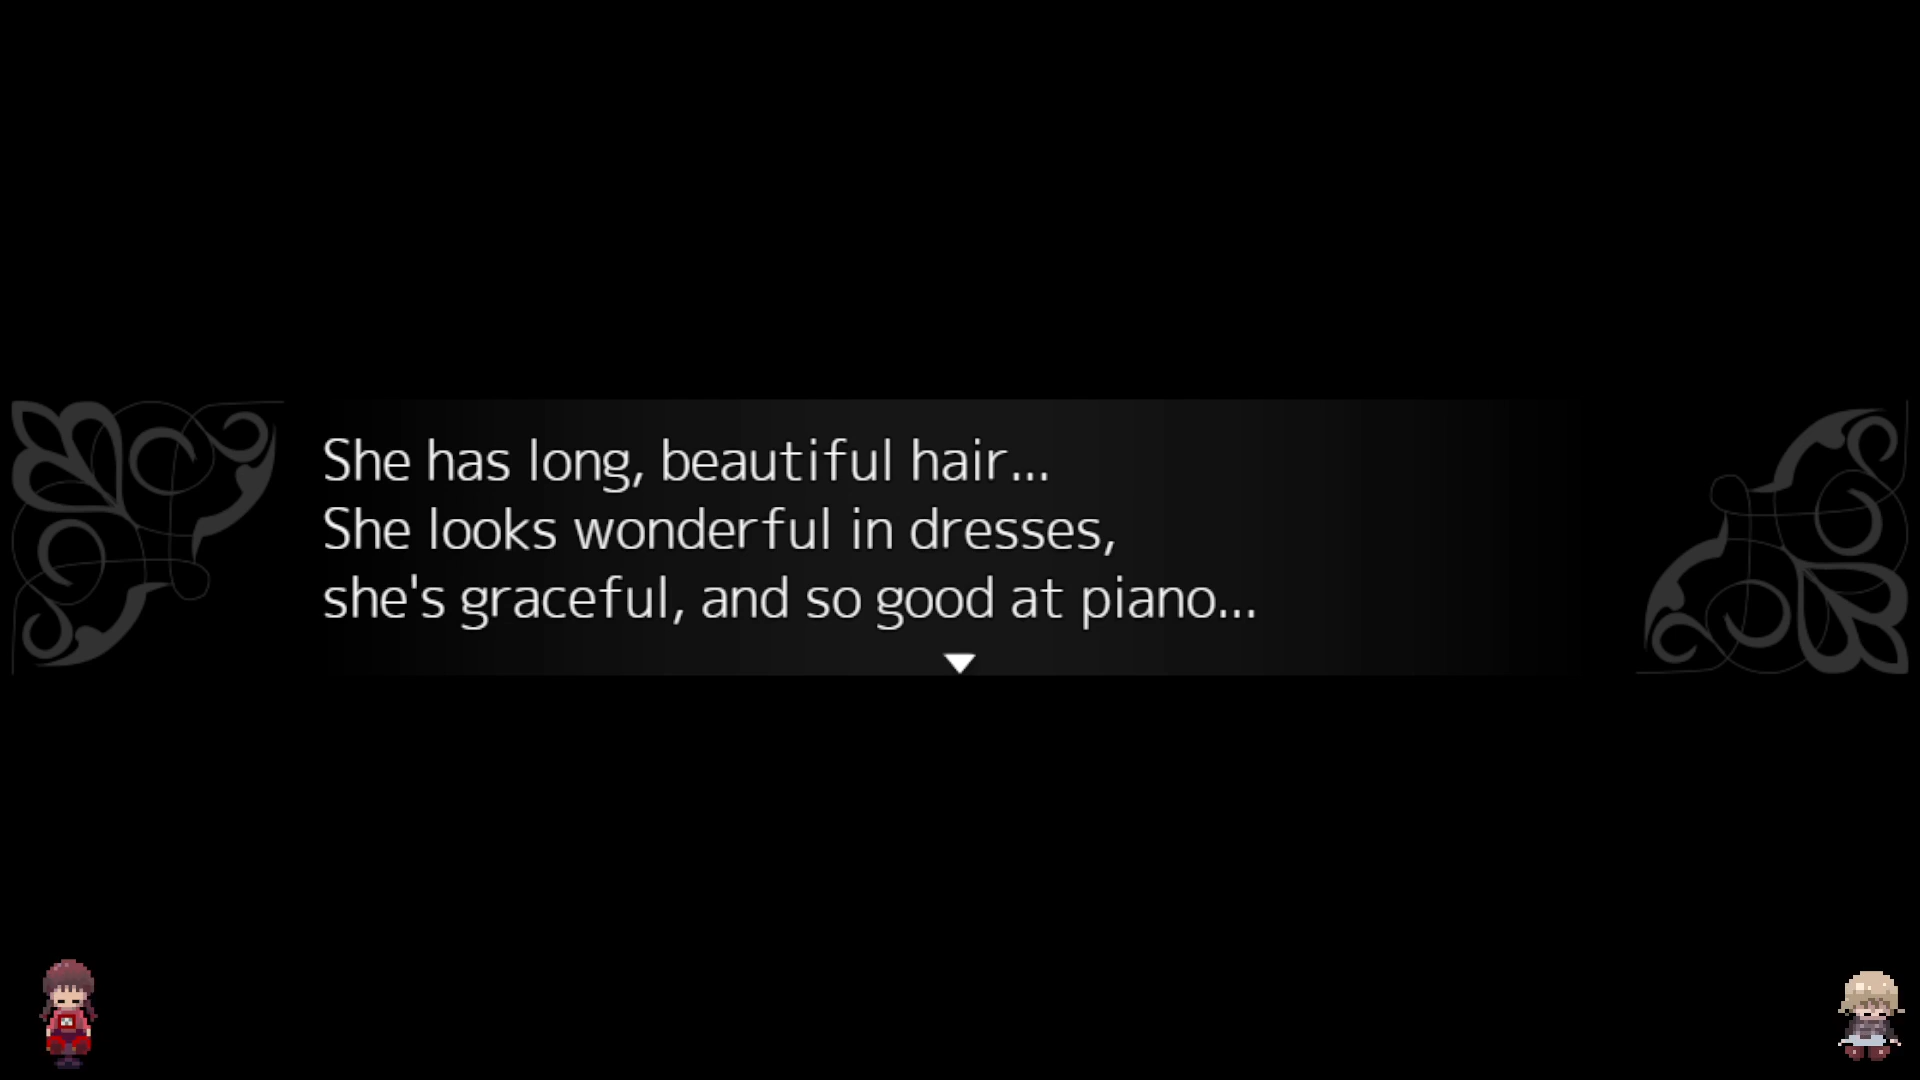 She has long, beautiful hair...
She looks wonderful in dresses,
she's graceful, and so good at piano...